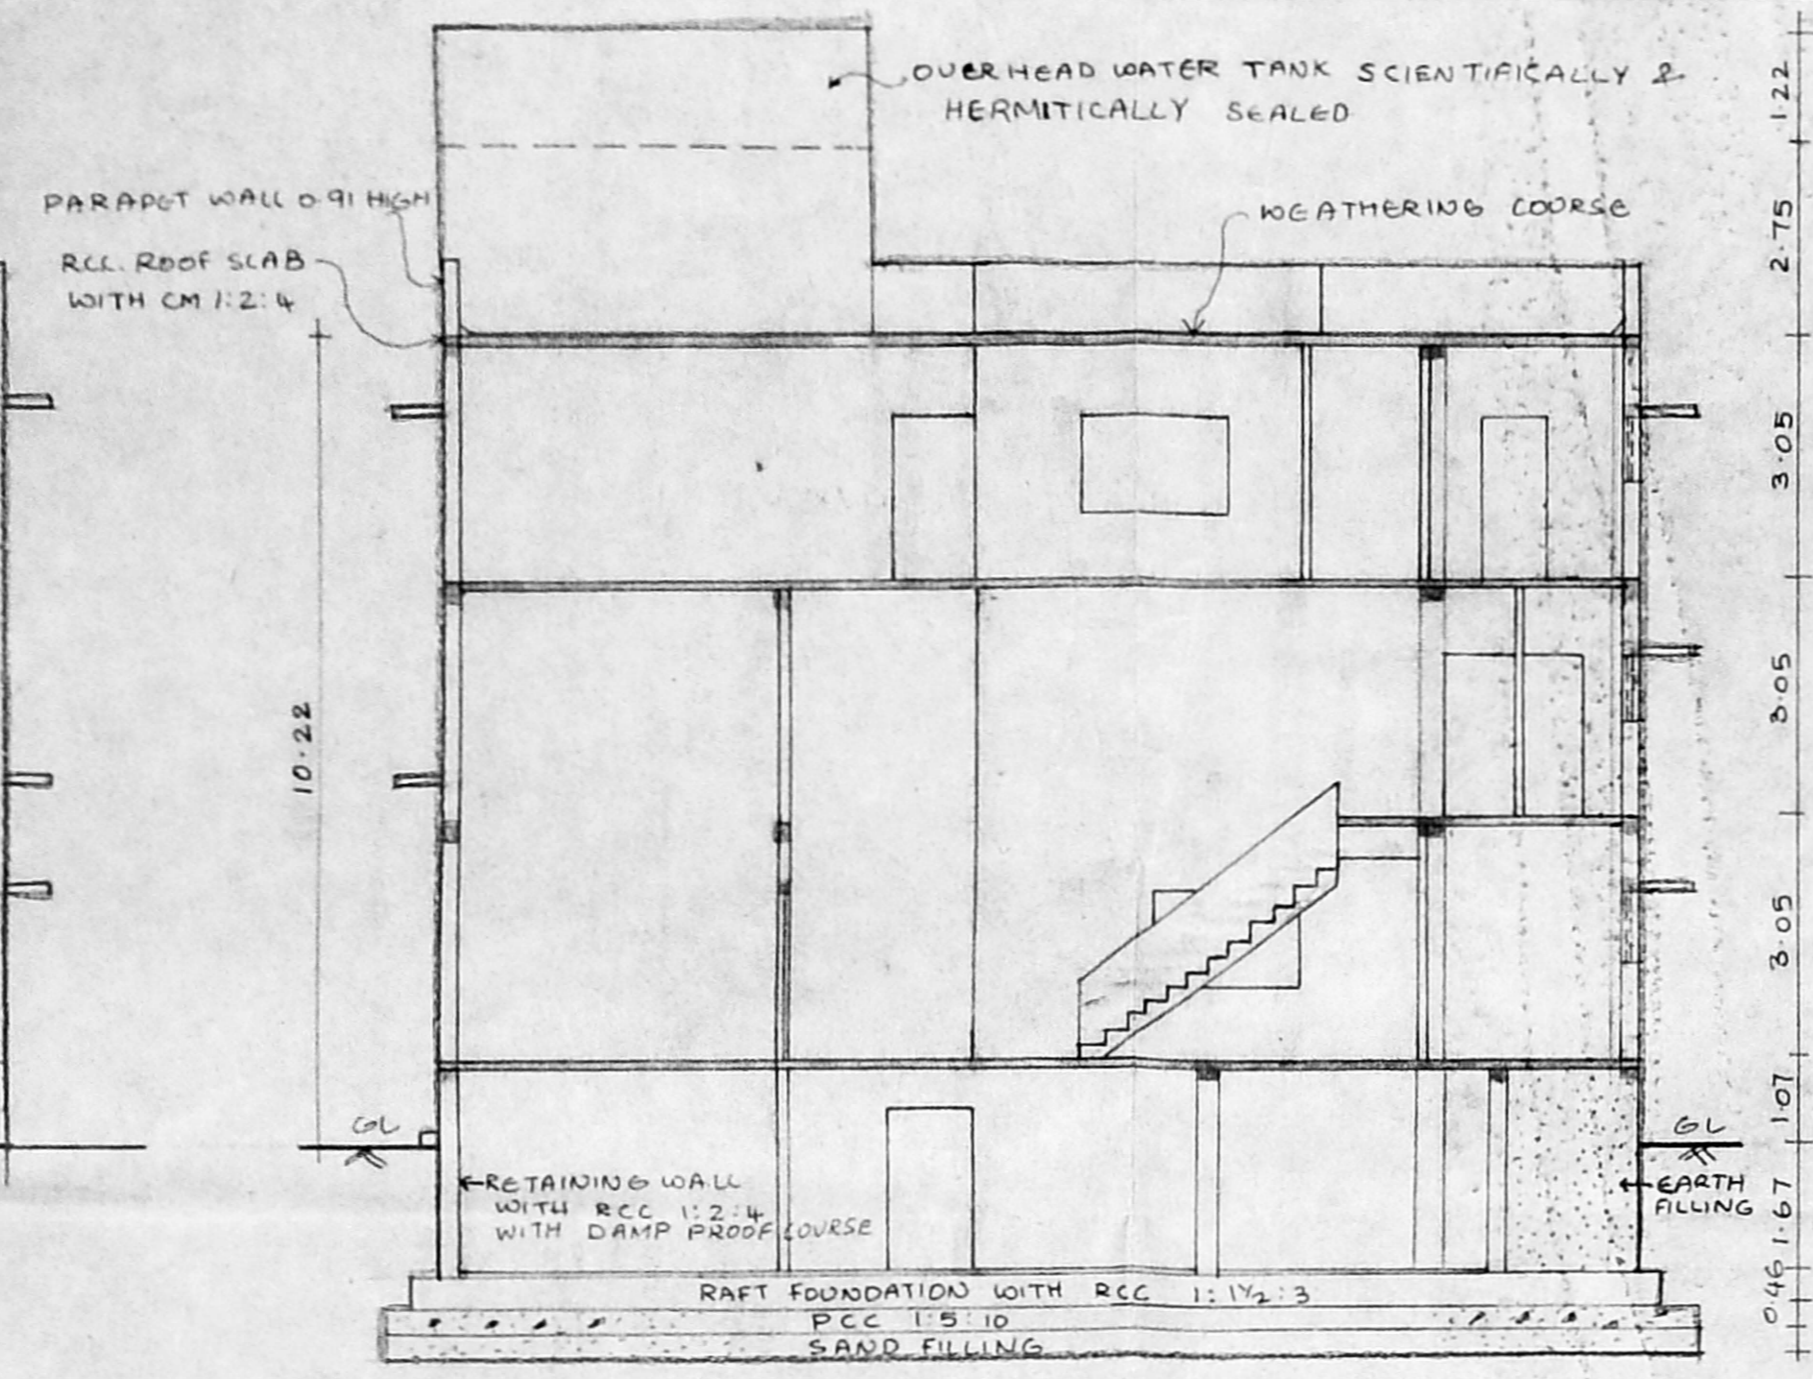 OVERHEAD WATER TANK SCIENTIFICALLY &
HERMITICALLY SEALED
1.22
PARAPET WALL 0.91 HIGH
WEATHERING COURSE
2.75
RCC. ROOF SLAB
WITH CM 1:2:4
3.05
3.05
10.22
3.05
1.07
GL
GL
RETAINING WALL
WITH RCC 1:2:4
WITH DAMP PROOF COURSE
EARTH
FILLING
1.67
0.46
RAFT FOUNDATION WITH RCC 1:1½:3
PCC 1:5:10
SAND FILLING